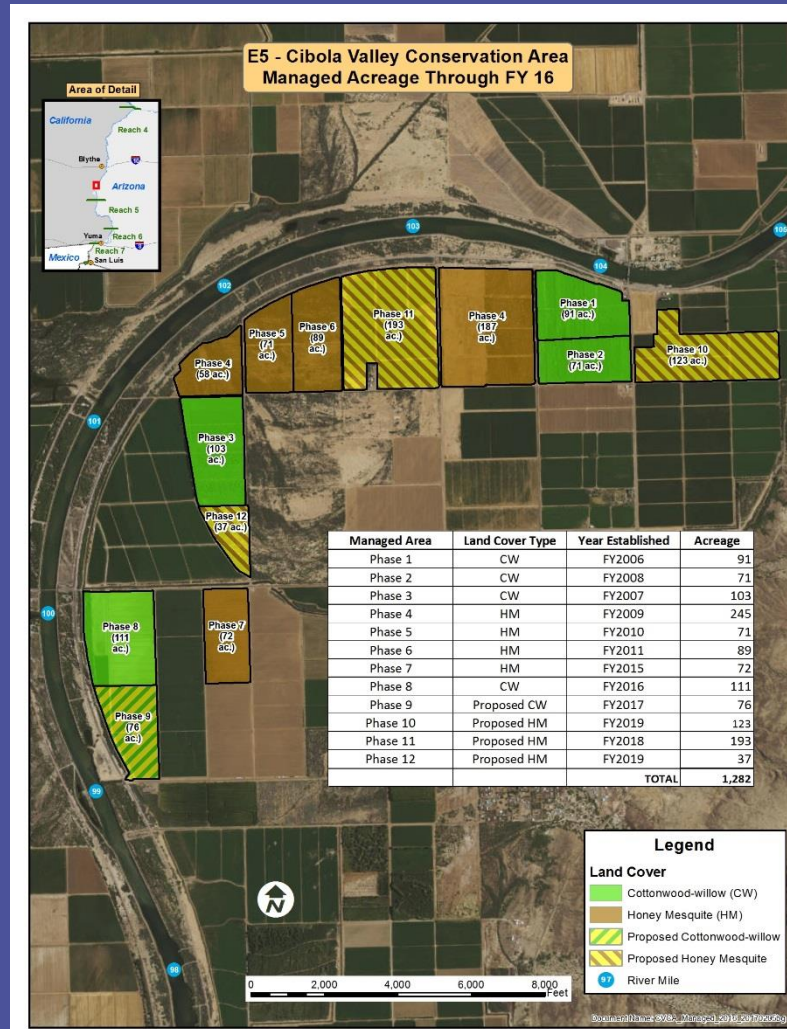 E5 - Cibola Valley Conservation Area
Managed Acreage Through FY 16
Area of Detail
California
Reach 4
Blythe
10
Arizona
Reach 5
Yuma
Reach 6
8
Reach 7
Mexico
San Luis
103
105
104
102
Phase 1
(91 ac.)
Phase 11
(193
ac.)
Phase 4
(187
ac.)
Phase 6
(89
ac.)
Phase 5
(71
ac.)
Phase 2
(71 ac.)
Phase 10
(123 ac.)
Phase 4
(58 ac.)
101
Phase 3
(103
ac.)
Phase 12
(37 ac.)
Managed Area Land Cover Type Year Established Acreage
Phase 1 CW FY2006 91
Phase 2 CW FY2008 71
Phase 3 CW FY2007 103
Phase 4 HM FY2009 245
Phase 5 HM FY2010 71
Phase 6 HM FY2011 89
Phase 7 HM FY2015 72
Phase 8 CW FY2016 111
Phase 9 Proposed CW FY2017 76
Phase 10 Proposed HM FY2019 123
Phase 11 Proposed HM FY2018 193
Phase 12 Proposed HM FY2019 37
TOTAL 1,282
100
Phase 8
(111
ac.)
Phase 7
(72
ac.)
Phase 9
(76
ac.)
99
98
N
0 2,000 4,000 6,000 8,000
Feet
Legend
Land Cover
Cottonwood-willow (CW)
Honey Mesquite (HM)
Proposed Cottonwood-willow
Proposed Honey Mesquite
97 River Mile